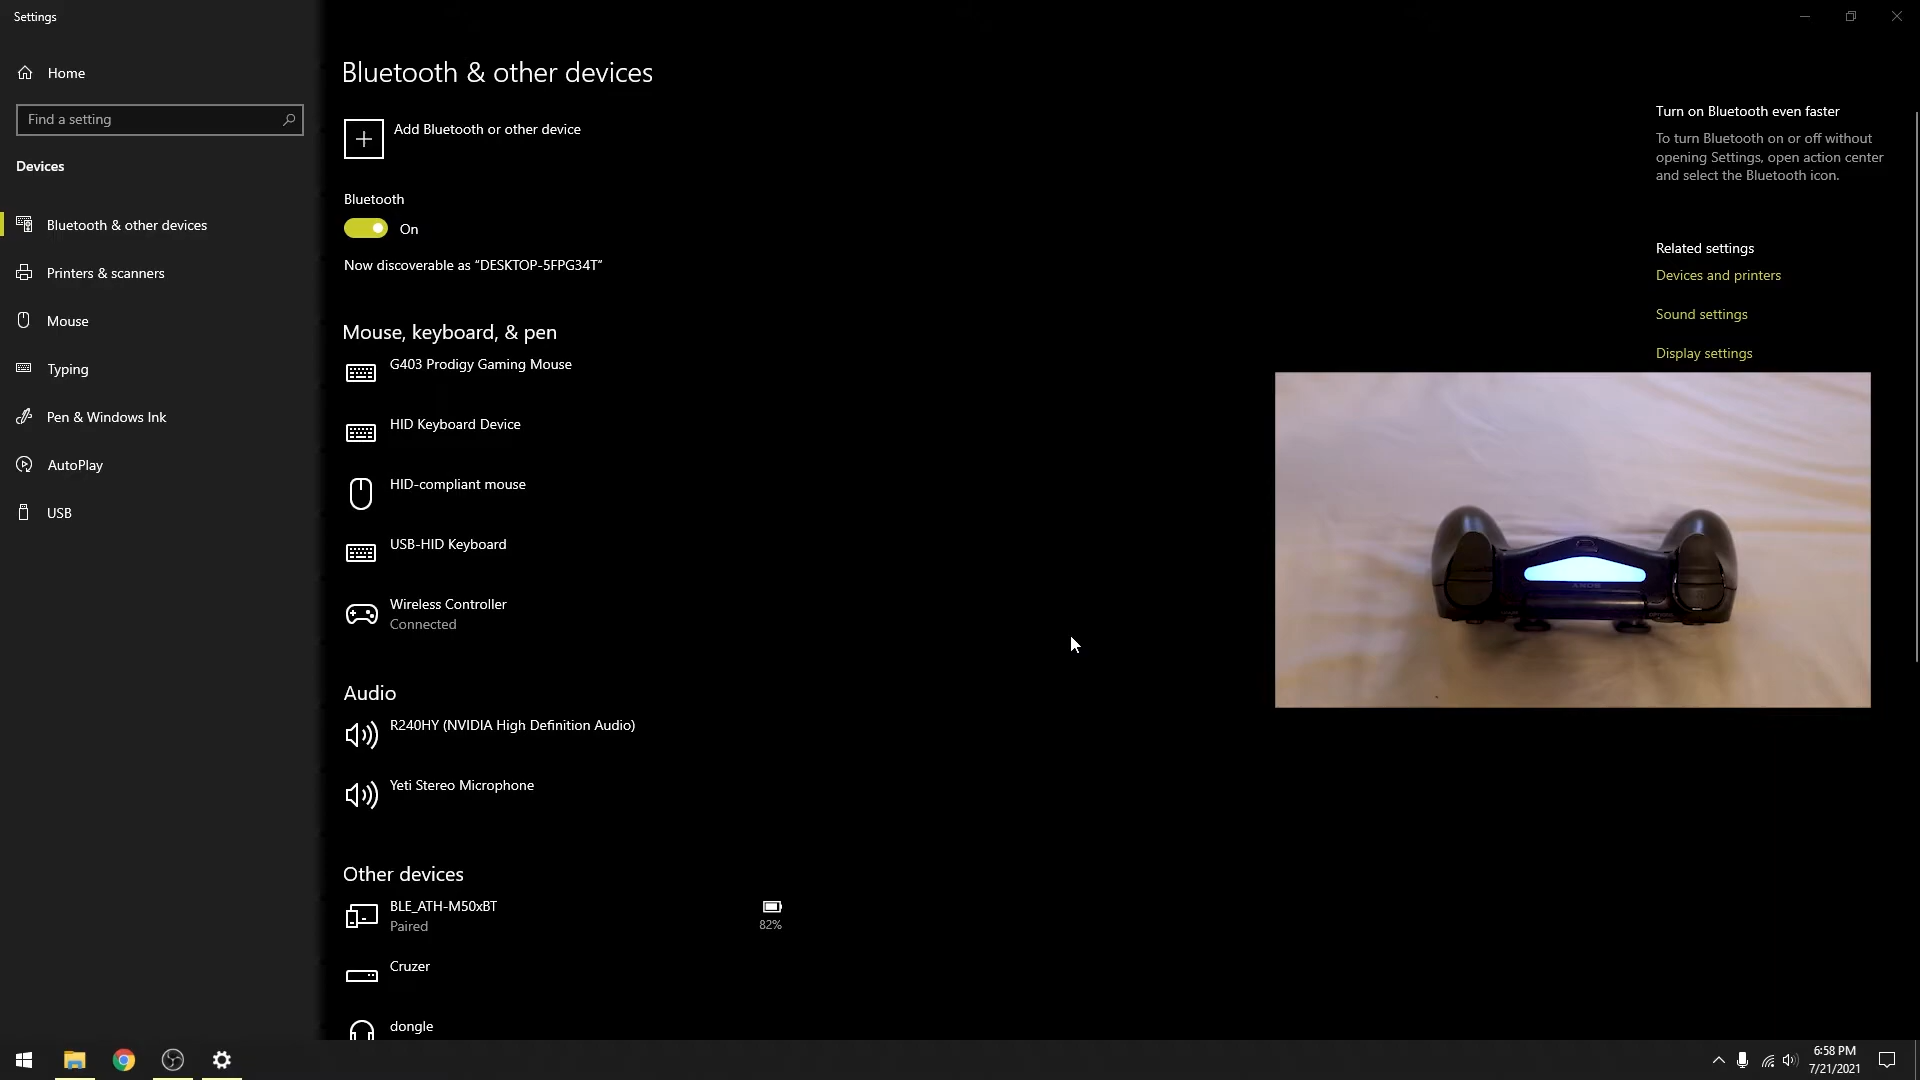 Settings
Home
Find a setting
Devices
Bluetooth & other devices
Printers & scanners
Mouse
Typing
Pen & Windows Ink
AutoPlay
USB
Bluetooth & other devices
Add Bluetooth or other device
Bluetooth
On
Now discoverable as “DESKTOP-5FPG34T”
Mouse, keyboard, & pen
G403 Prodigy Gaming Mouse
HID Keyboard Device
HID-compliant mouse
USB-HID Keyboard
Wireless Controller
Connected
Audio
R240HY (NVIDIA High Definition Audio)
Yeti Stereo Microphone
Other devices
BLE_ATH-M50xBT
Paired
82%
Cruzer
dongle
Turn on Bluetooth even faster
To turn Bluetooth on or off without
opening Settings, open action center
and select the Bluetooth icon.
Related settings
Devices and printers
Sound settings
Display settings
SONY
6:58 PM
7/21/2021